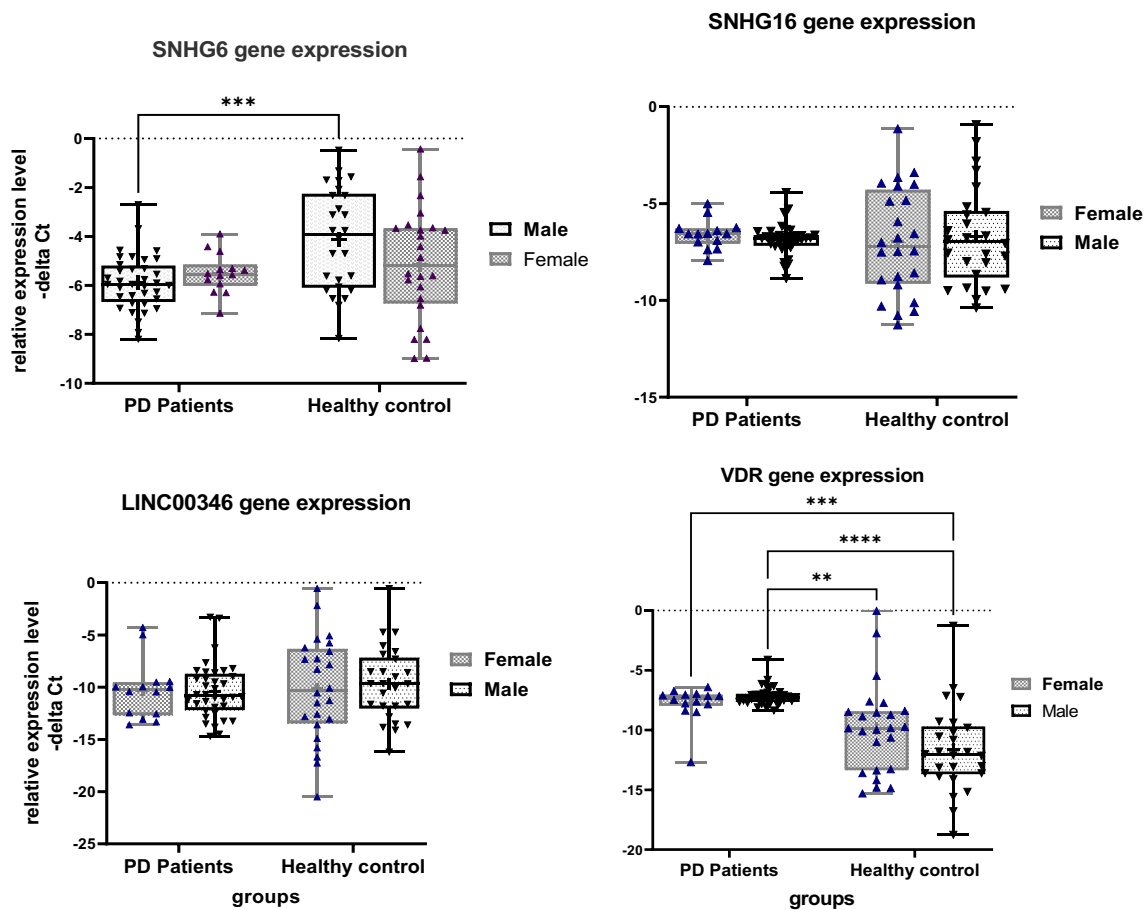 SNHG6 gene expression
***
0
-2
-4
-6
-8
-10
relative expression level
-delta Ct
PD Patients
Healthy control
Male
Female
SNHG16 gene expression
0
-5
-10
-15
PD Patients
Healthy control
Female
Male
LINC00346 gene expression
0
-5
-10
-15
-20
-25
relative expression level
-delta Ct
PD Patients
Healthy control
groups
Female
Male
VDR gene expression
***
****
**
0
-5
-10
-15
-20
PD Patients
Healthy control
groups
Female
Male